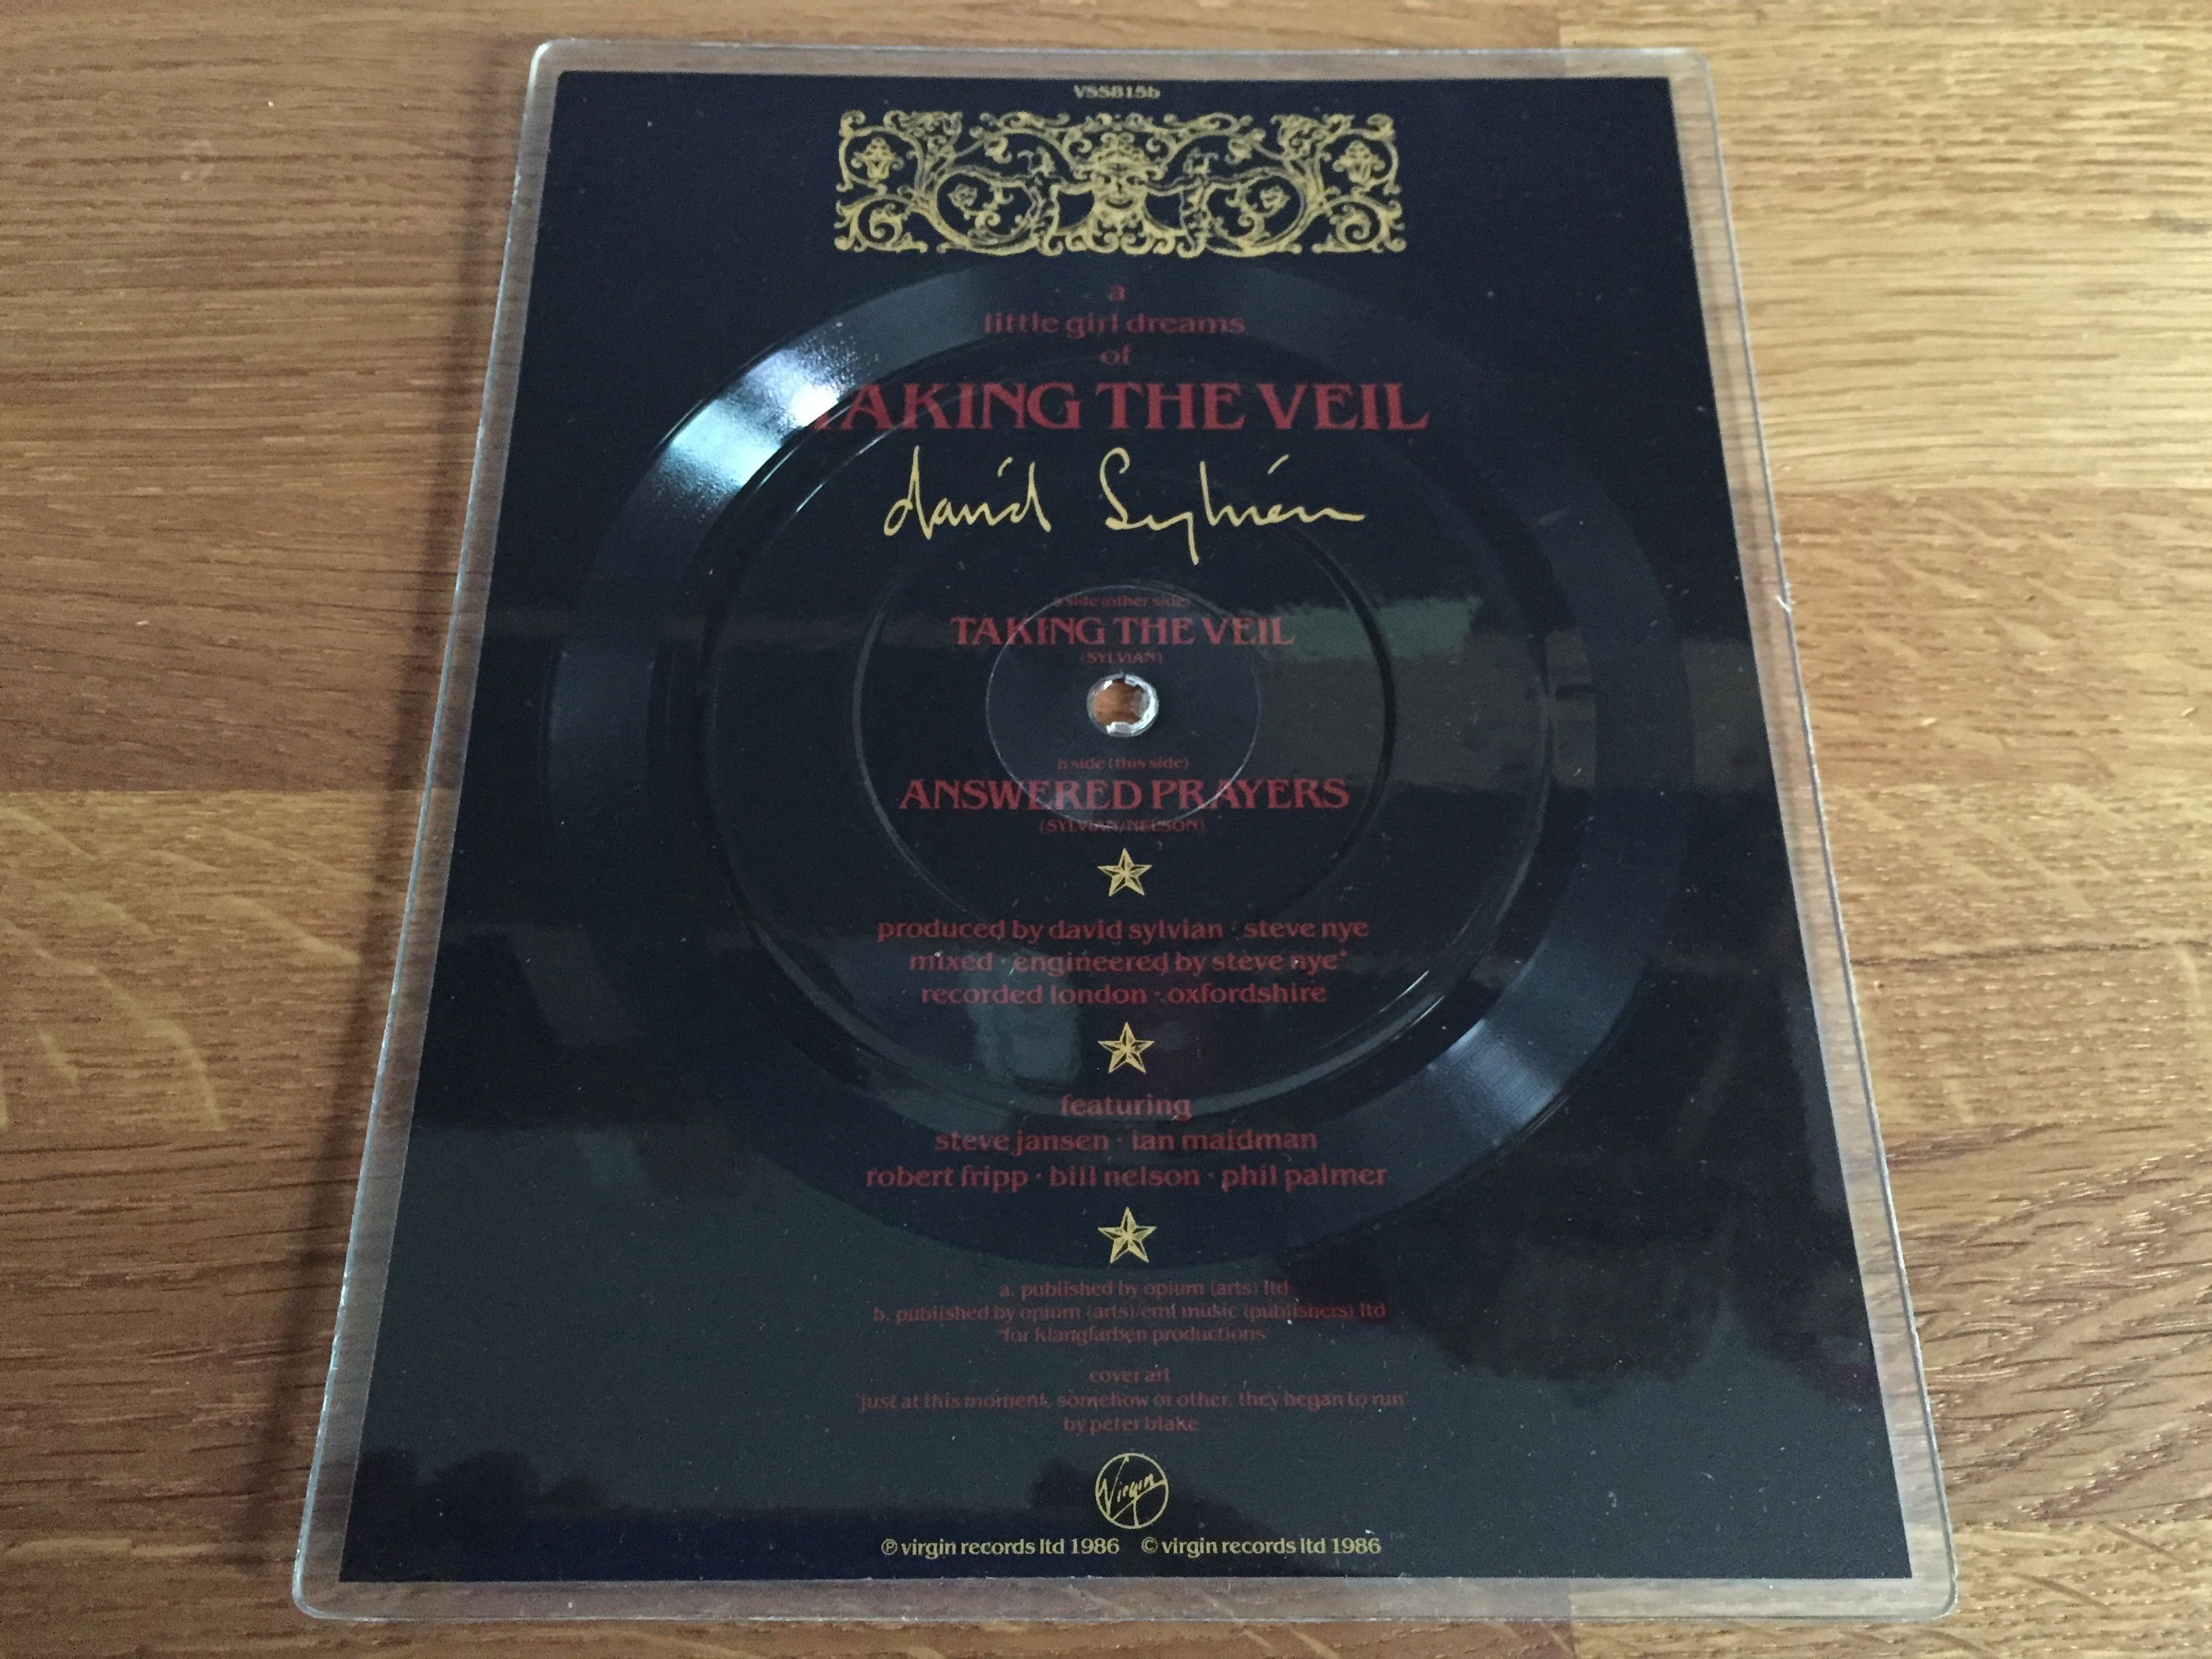 VSS815b
a
little girl dreams
of
TAKING THE VEIL
david Sylvian
a side (other side)
TAKING THE VEIL
(SYLVIAN)
b side (this side)
ANSWERED PRAYERS
(SYLVIAN/NELSON)
produced by david sylvian · steve nye
mixed · engineered by steve nye*
recorded london · oxfordshire
featuring
steve jansen · ian maidman
robert fripp · bill nelson · phil palmer
a. published by opium (arts) ltd
b. published by opium (arts)/emi music (publishers) ltd
*for klangfarben productions
cover art
'just at this moment, somehow or other, they began to run'
by peter blake
Virgin
℗ virgin records ltd 1986 © virgin records ltd 1986